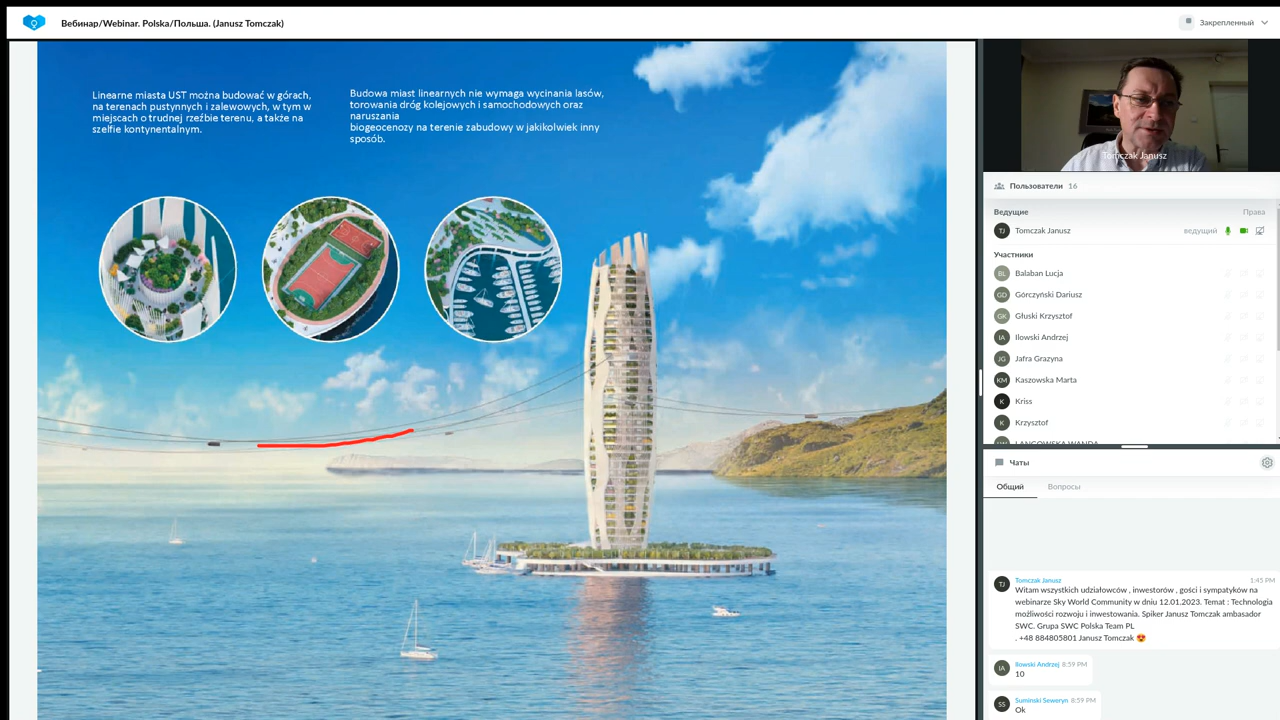 Вебинар/Webinar. Polska/Польша. (Janusz Tomczak)
Закрепленный
Linearne miasta UST można budować w górach,
na terenach pustynnych i zalewowych, w tym w
miejscach o trudnej rzeźbie terenu, a także na
szelfie kontynentalnym.
Budowa miast linearnych nie wymaga wycinania lasów,
torowania dróg kolejowych i samochodowych oraz
naruszania
biogeocenozy na terenie zabudowy w jakikolwiek inny
sposób.
Tomczak Janusz
Пользователи 16
Ведущие Права
TJ Tomczak Janusz ведущий
Участники
BL Balaban Lucja
GD Górczyński Dariusz
GK Głuski Krzysztof
IA Ilowski Andrzej
JG Jafra Grazyna
KM Kaszowska Marta
K Kriss
K Krzysztof
LANGOWSKA WANDA
Чаты
Общий Вопросы
TJ Tomczak Janusz 1:45 PM
Witam wszystkich udziałowców , inwestorów , gości i sympatyków na
webinarze Sky World Community w dniu 12.01.2023. Temat : Technologia
możliwości rozwoju i inwestowania. Spiker Janusz Tomczak ambasador
SWC. Grupa SWC Polska Team PL
. +48 884805801 Janusz Tomczak 😍
IA Ilowski Andrzej 8:59 PM
10
SS Suminski Seweryn 8:59 PM
Ok